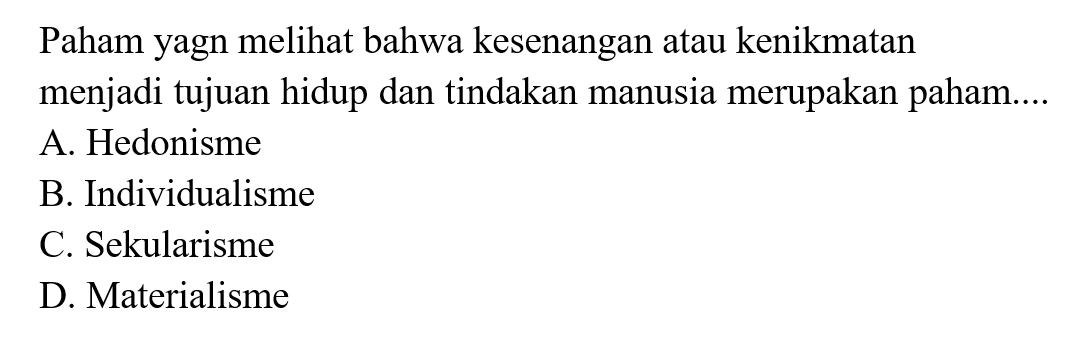 Paham yagn melihat bahwa kesenangan atau kenikmatan
menjadi tujuan hidup dan tindakan manusia merupakan paham....
A. Hedonisme
B. Individualisme
C. Sekularisme
D. Materialisme